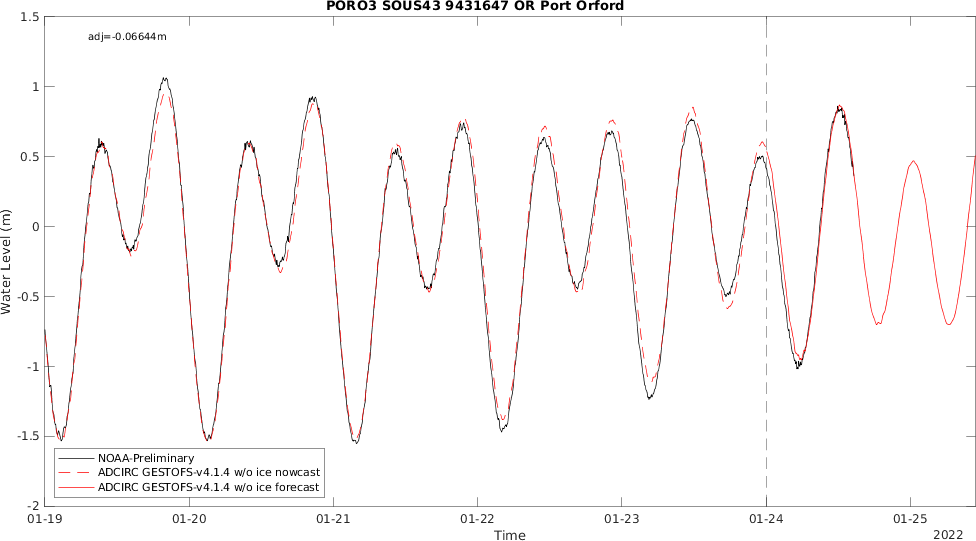 PORO3 SOUS43 9431647 OR Port Orford
adj=-0.06644m
1.5
1
0.5
0
-0.5
-1
-1.5
-2
Water Level (m)
NOAA-Preliminary
ADCIRC GESTOFS-v4.1.4 w/o ice nowcast
ADCIRC GESTOFS-v4.1.4 w/o ice forecast
01-19 01-20 01-21 01-22 01-23 01-24 01-25
Time
2022